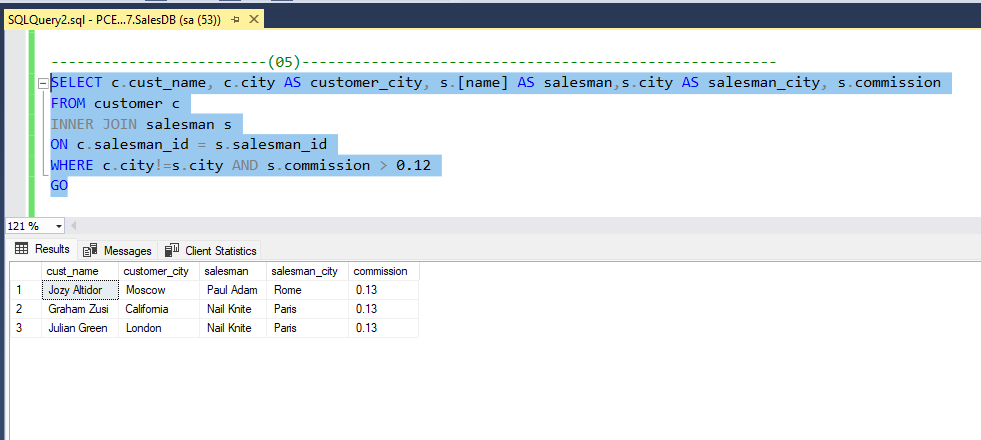 SQLQuery2.sql - PCE...7.SalesDB (sa (53))
-------------------------(05)-------------------------------------------------------
SELECT c.cust_name, c.city AS customer_city, s.[name] AS salesman,s.city AS salesman_city, s.commission
FROM customer c
INNER JOIN salesman s
ON c.salesman_id = s.salesman_id
WHERE c.city!=s.city AND s.commission > 0.12
GO
121 %
Results Messages Client Statistics
cust_name customer_city salesman salesman_city commission
1 Jozy Altidor Moscow Paul Adam Rome 0.13
2 Graham Zusi California Nail Knite Paris 0.13
3 Julian Green London Nail Knite Paris 0.13